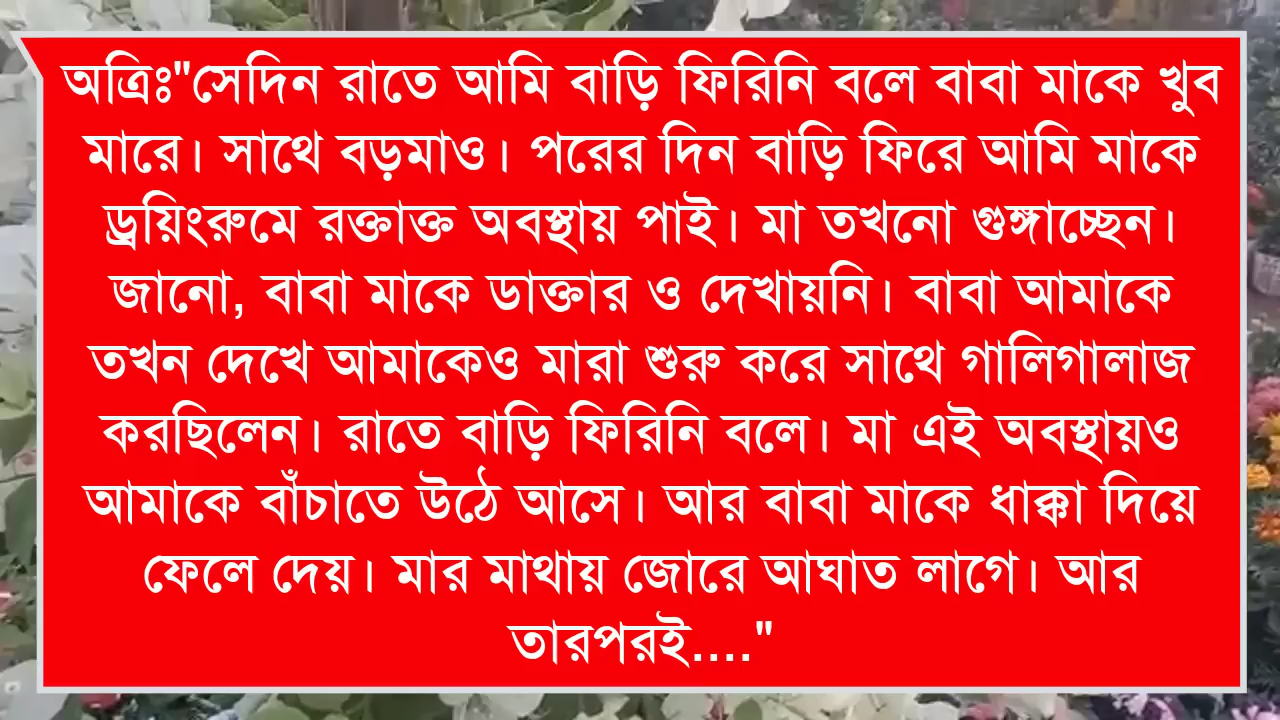 অত্রিঃ"সেদিন রাতে আমি বাড়ি ফিরিনি বলে বাবা মাকে খুব
মারে। সাথে বড়মাও। পরের দিন বাড়ি ফিরে আমি মাকে
ড্রয়িংরুমে রক্তাক্ত অবস্থায় পাই। মা তখনো গুঙ্গাচ্ছেন।
জানো, বাবা মাকে ডাক্তার ও দেখায়নি। বাবা আমাকে
তখন দেখে আমাকেও মারা শুরু করে সাথে গালিগালাজ
করছিলেন। রাতে বাড়ি ফিরিনি বলে। মা এই অবস্থায়ও
আমাকে বাঁচাতে উঠে আসে। আর বাবা মাকে ধাক্কা দিয়ে
ফেলে দেয়। মার মাথায় জোরে আঘাত লাগে। আর
তারপরই...."